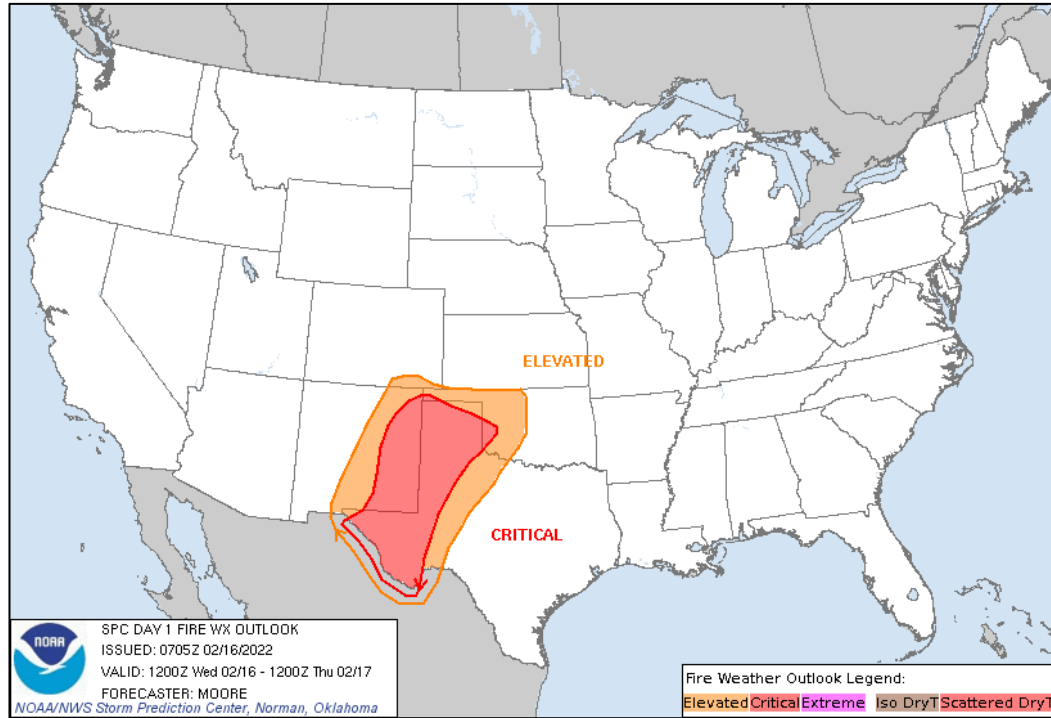 ELEVATED
CRITICAL
NOAA
SPC DAY 1 FIRE WX OUTLOOK
ISSUED: 0705Z 02/16/2022
VALID: 1200Z Wed 02/16 - 1200Z Thu 02/17
FORECASTER: MOORE
NOAA/NWS Storm Prediction Center, Norman, Oklahoma
Fire Weather Outlook Legend:
Elevated Critical Extreme Iso DryT Scattered DryT